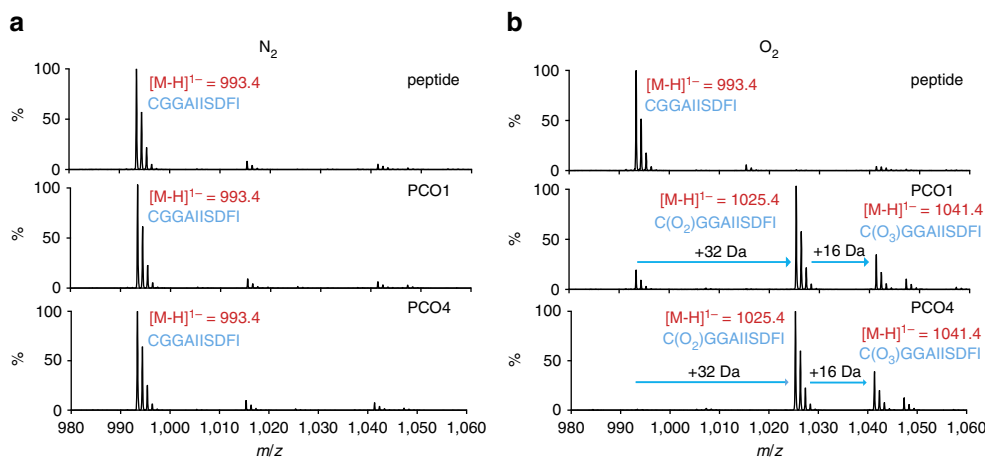 a
N₂
100
50
0
%
[M-H]¹⁻ = 993.4
CGGAIISDFI
peptide
100
50
0
%
[M-H]¹⁻ = 993.4
CGGAIISDFI
PCO1
100
50
0
%
[M-H]¹⁻ = 993.4
CGGAIISDFI
PCO4
980 990 1,000 1,010 1,020 1,030 1,040 1,050 1,060
m/z
b
O₂
100
50
0
%
[M-H]¹⁻ = 993.4
CGGAIISDFI
peptide
100
50
0
%
PCO1
[M-H]¹⁻ = 1025.4
C(O₂)GGAIISDFI
[M-H]¹⁻ = 1041.4
C(O₃)GGAIISDFI
+32 Da
+16 Da
100
50
0
%
PCO4
[M-H]¹⁻ = 1025.4
C(O₂)GGAIISDFI
[M-H]¹⁻ = 1041.4
C(O₃)GGAIISDFI
+32 Da
+16 Da
980 990 1,000 1,010 1,020 1,030 1,040 1,050 1,060
m/z